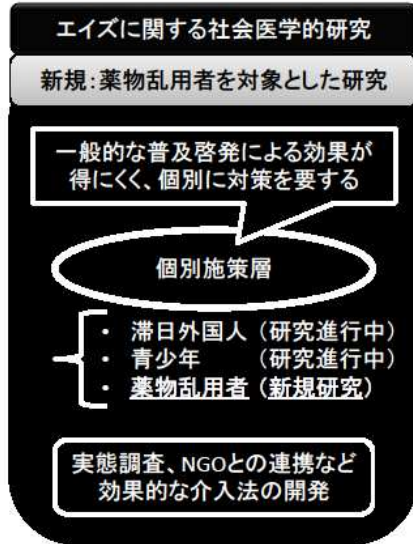 エイズに関する社会医学的研究
新規：薬物乱用者を対象とした研究
一般的な普及啓発による効果が
得にくく、個別に対策を要する
個別施策層
・ 滞日外国人（研究進行中）
・ 青少年　　（研究進行中）
・ 薬物乱用者（新規研究）
実態調査、NGOとの連携など
効果的な介入法の開発